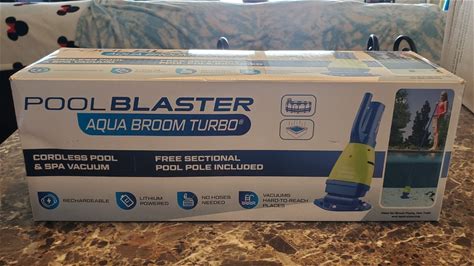 POOL BLASTER
AQUA BROOM TURBO®
CORDLESS POOL
& SPA VACUUM
FREE SECTIONAL
POOL POLE INCLUDED
RECHARGEABLE
LITHIUM
POWERED
NO HOSES
NEEDED
VACUUMS
HARD-TO-REACH
PLACES